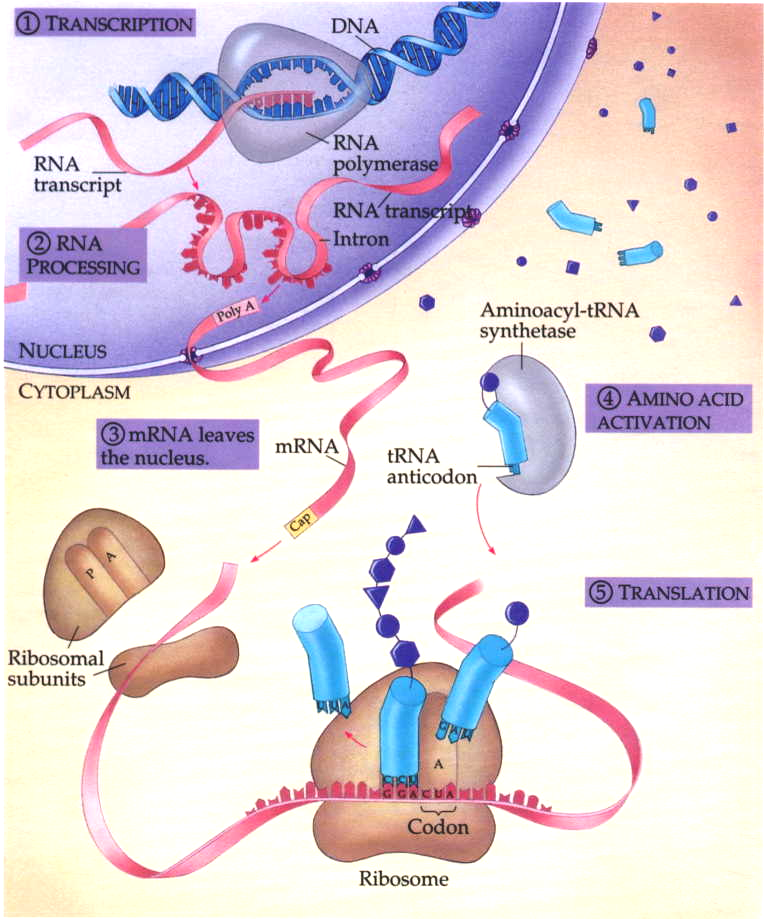 ① TRANSCRIPTION
DNA
RNA
polymerase
RNA
transcript
RNA transcript
Intron
② RNA
PROCESSING
Poly A
NUCLEUS
CYTOPLASM
Aminoacyl-tRNA
synthetase
④ AMINO ACID
ACTIVATION
③ mRNA leaves
the nucleus.
mRNA
tRNA
anticodon
Cap
P A
⑤ TRANSLATION
Ribosomal
subunits
A
G G A C U A
Codon
Ribosome